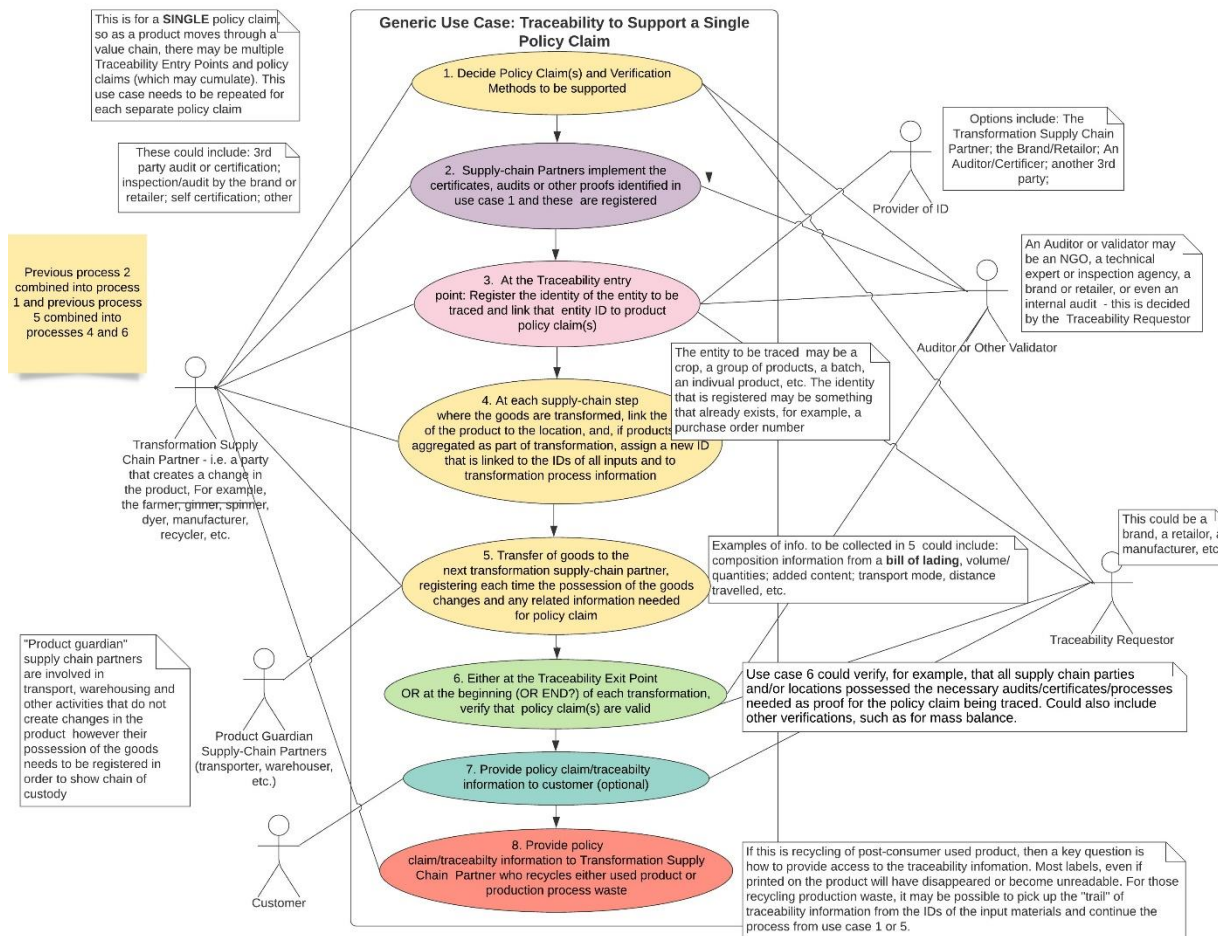 Generic Use Case: Traceability to Support a Single
Policy Claim
This is for a SINGLE policy claim,
so as a product moves through a
value chain, there may be multiple
Traceability Entry Points and policy
claims (which may cumulate). This
use case needs to be repeated for
each separate policy claim
These could include: 3rd
party audit or certification;
inspection/audit by the brand or
retailer; self certification; other
Previous process 2
combined into process
1 and previous process
5 combined into
processes 4 and 6
1. Decide Policy Claim(s) and Verification
Methods to be supported
2. Supply-chain Partners implement the
certificates, audits or other proofs identified in
use case 1 and these are registered
3. At the Traceability entry
point: Register the identity of the entity to be
traced and link that entity ID to product
policy claim(s)
4. At each supply-chain step
where the goods are transformed, link the
of the product to the location, and, if products
aggregated as part of transformation, assign a new ID
that is linked to the IDs of all inputs and to
transformation process information
5. Transfer of goods to the
next transformation supply-chain partner,
registering each time the possession of the goods
changes and any related information needed
for policy claim
6. Either at the Traceability Exit Point
OR at the beginning (OR END?) of each transformation,
verify that policy claim(s) are valid
7. Provide policy claim/traceabilty
information to customer (optional)
8. Provide policy
claim/traceabilty information to Transformation Supply
Chain Partner who recycles either used product or
production process waste
Options include: The
Transformation Supply Chain
Partner; the Brand/Retailor; An
Auditor/Certificer; another 3rd
party;
Provider of ID
An Auditor or validator may
be an NGO, a technical
expert or inspection agency, a
brand or retailer, or even an
internal audit - this is decided
by the Traceability Requestor
Auditor or Other Validator
The entity to be traced may be a
crop, a group of products, a batch,
an indivual product, etc. The identity
that is registered may be something
that already exists, for example, a
purchase order number
Transformation Supply
Chain Partner - i.e. a party
that creates a change in
the product, For example,
the farmer, ginner, spinner,
dyer, manufacturer,
recycler, etc.
Examples of info. to be collected in 5 could include:
composition information from a bill of lading, volume/
quantities; added content; transport mode, distance
travelled, etc.
This could be a
brand, a retailor, a
manufacturer, etc
Traceability Requestor
"Product guardian"
supply chain partners
are involved in
transport, warehousing and
other activities that do not
create changes in the
product however their
possession of the goods
needs to be registered in
order to show chain of
custody
Product Guardian
Supply-Chain Partners
(transporter, warehouser,
etc.)
Use case 6 could verify, for example, that all supply chain parties
and/or locations possessed the necessary audits/certificates/processes
needed as proof for the policy claim being traced. Could also include
other verifications, such as for mass balance.
Customer
If this is recycling of post-consumer used product, then a key question is
how to provide access to the traceability infomation. Most labels, even if
printed on the product will have disappeared or become unreadable. For those
recycling production waste, it may be possible to pick up the "trail" of
traceability information from the IDs of the input materials and continue the
process from use case 1 or 5.